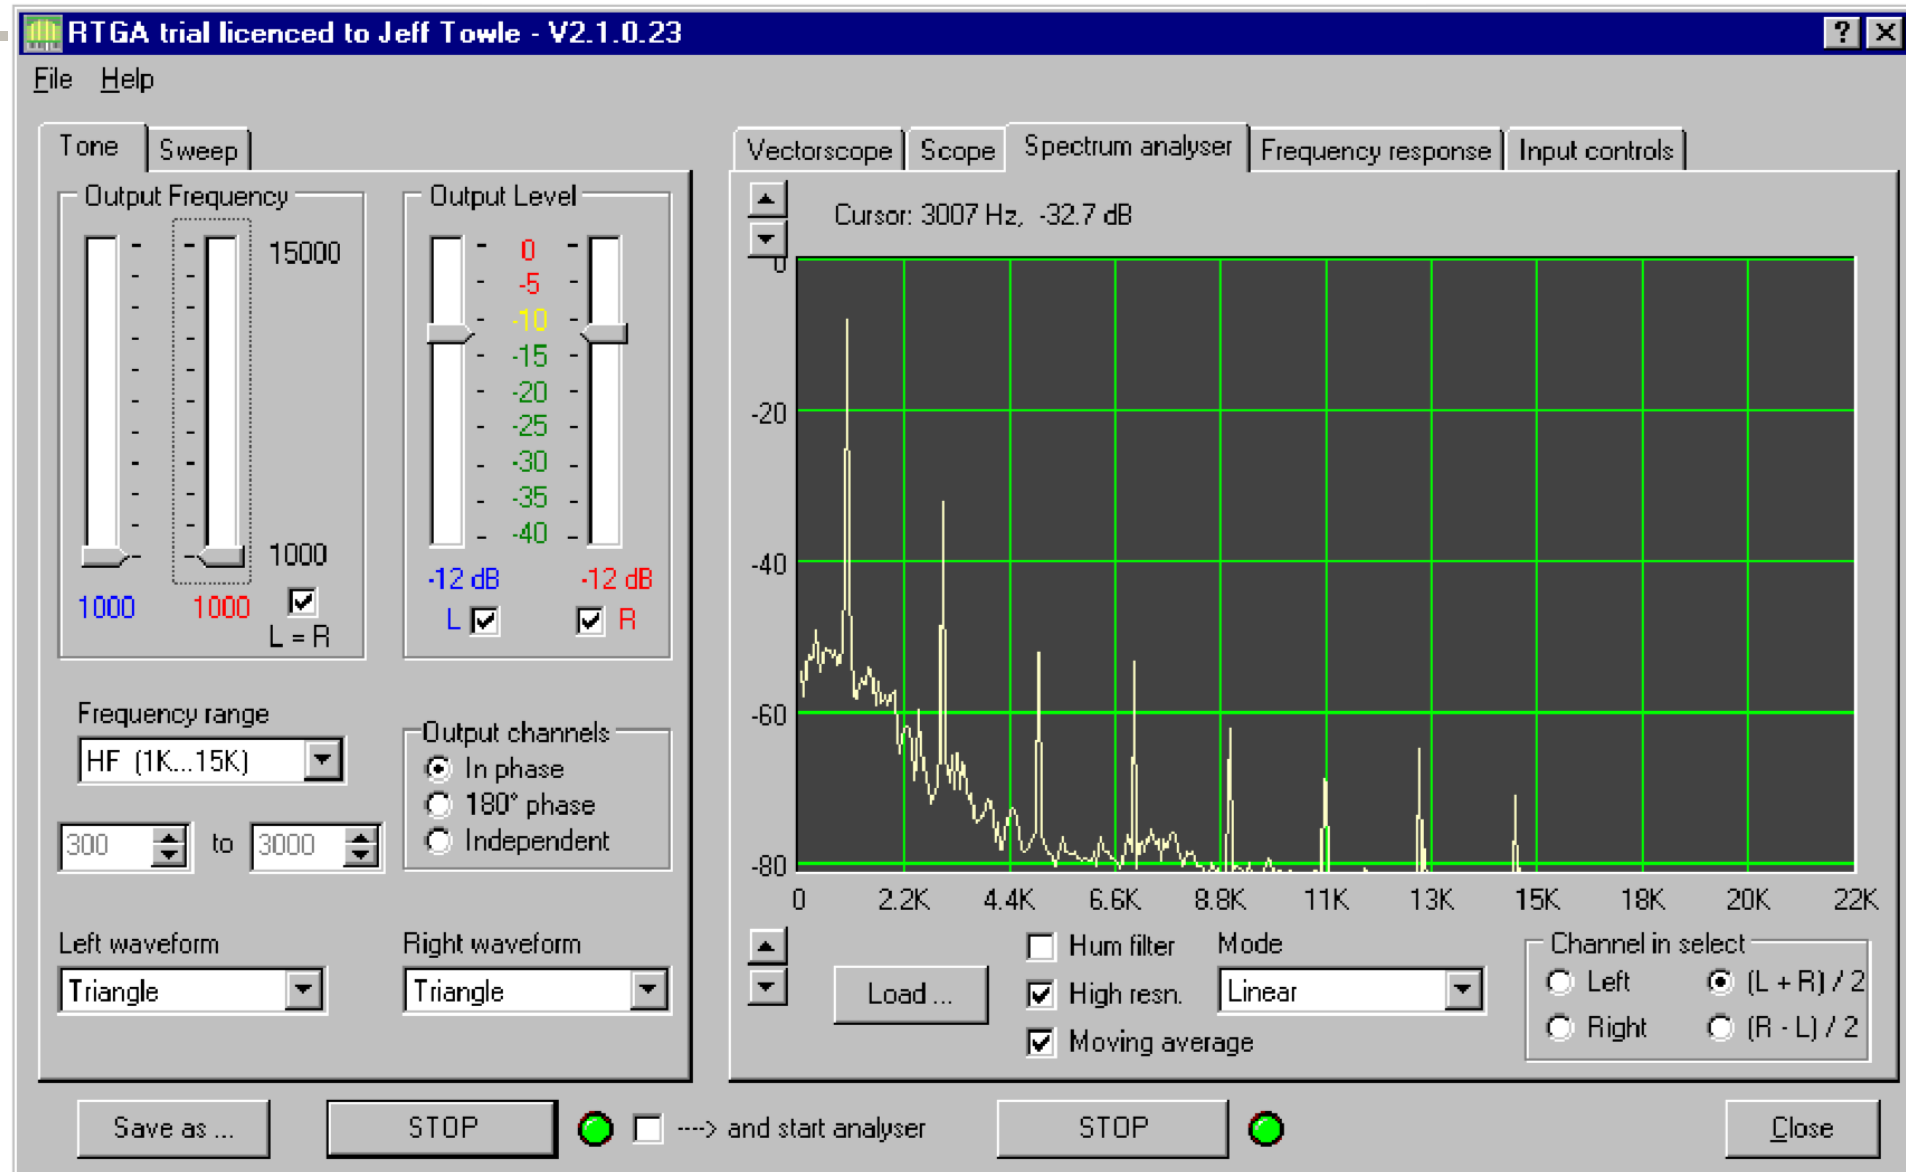 RTGA trial licenced to Jeff Towle - V2.1.0.23
File Help
Tone Sweep
Output Frequency
15000
1000
1000 1000
L = R
Output Level
0
-5
-10
-15
-20
-25
-30
-35
-40
-12 dB -12 dB
L R
Frequency range
HF (1K...15K)
300 to 3000
Output channels
In phase
180° phase
Independent
Left waveform Right waveform
Triangle Triangle
Vectorscope Scope Spectrum analyser Frequency response Input controls
Cursor: 3007 Hz, -32.7 dB
0
-20
-40
-60
-80
0 2.2K 4.4K 6.6K 8.8K 11K 13K 15K 18K 20K 22K
Load ...
Hum filter
High resn.
Moving average
Mode
Linear
Channel in select
Left (L + R) / 2
Right (R - L) / 2
Save as ... STOP ----> and start analyser STOP Close